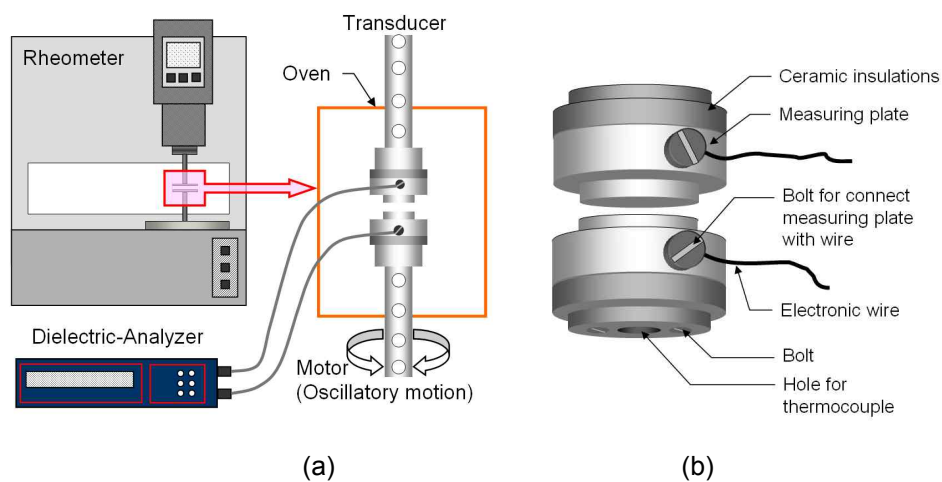 Transducer
Rheometer
Oven
Dielectric-Analyzer
Motor
(Oscillatory motion)
Ceramic insulations
Measuring plate
Bolt for connect
measuring plate
with wire
Electronic wire
Bolt
Hole for
thermocouple
(a)
(b)